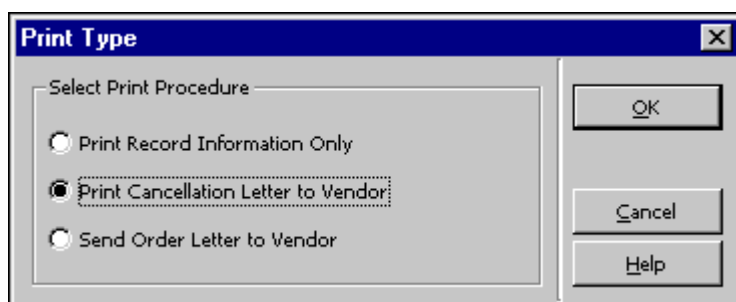 Print Type
Select Print Procedure
Print Record Information Only
Print Cancellation Letter to Vendor
Send Order Letter to Vendor
OK
Cancel
Help